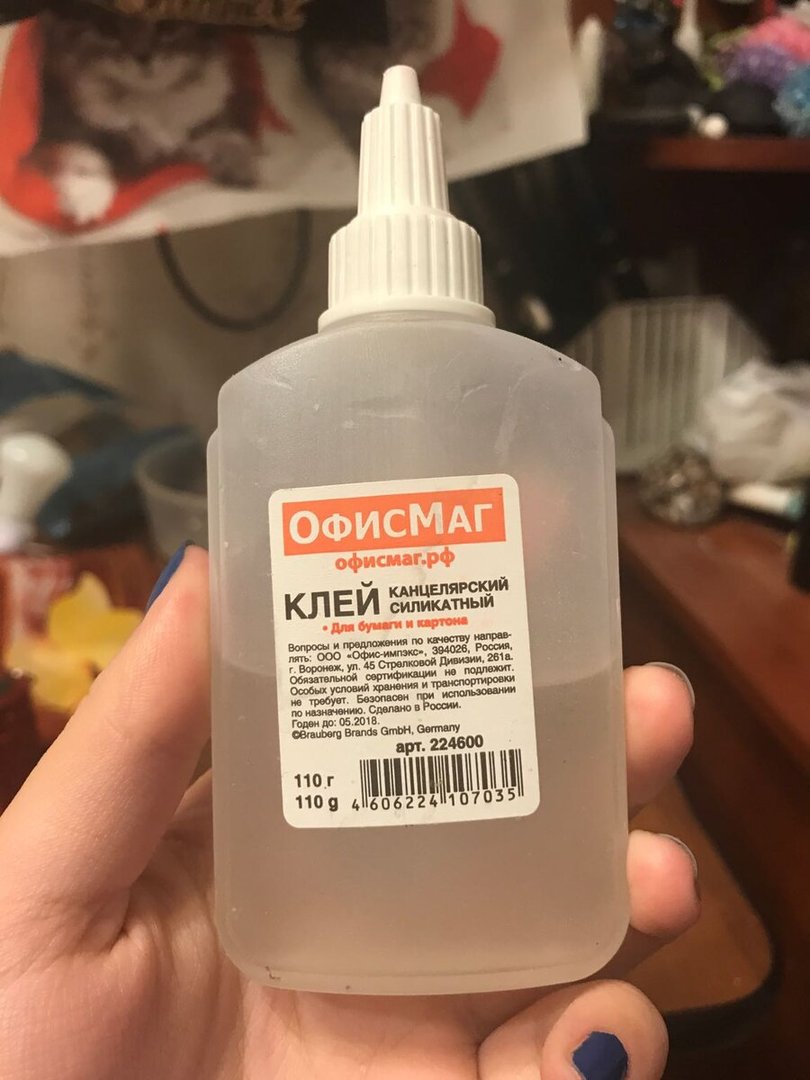 ОФИСМАГ
офисмаг.рф
КЛЕЙ КАНЦЕЛЯРСКИЙ
СИЛИКАТНЫЙ
• Для бумаги и картона
Вопросы и предложения по качеству направ-
лять: ООО «Офис-импэкс», 394026, Россия,
г. Воронеж, ул. 45 Стрелковой Дивизии, 261а.
Обязательной сертификации не подлежит.
Особых условий хранения и транспортировки
не требует. Безопасен при использовании
по назначению. Сделано в России.
Годен до: 05.2018.
©Brauberg Brands GmbH, Germany
арт. 224600
110 г
110 g
4 606224 107035